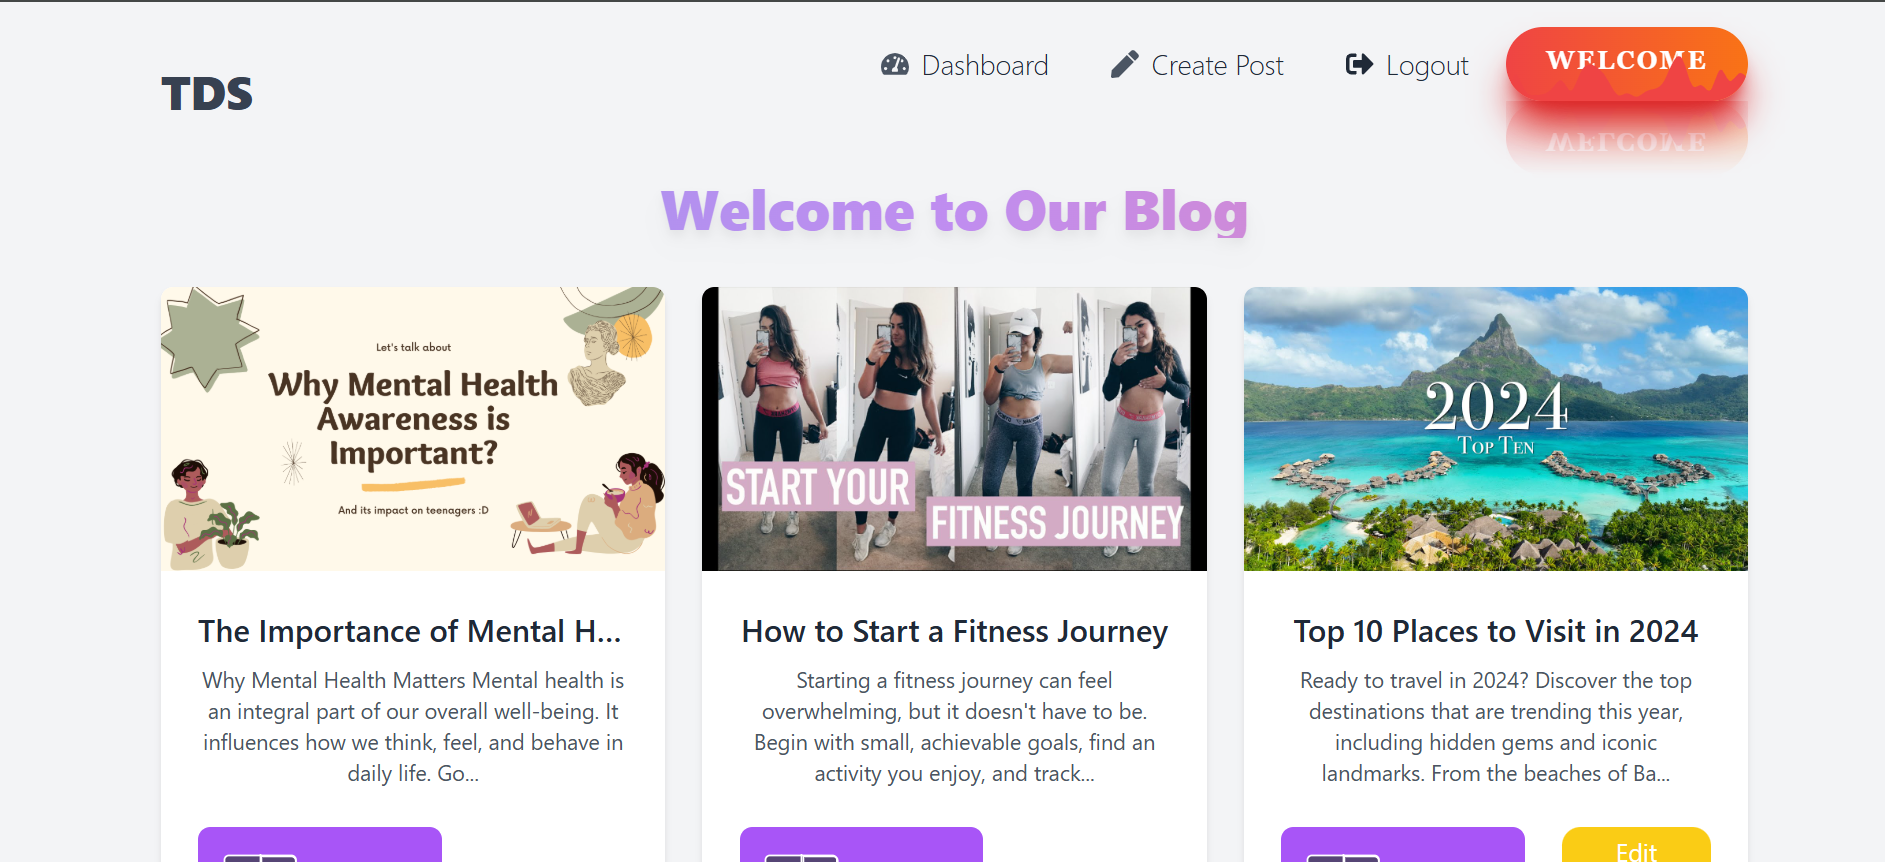 TDS
Dashboard
Create Post
Logout
WELCOME
WELCOME
Welcome to Our Blog
Let's talk about
Why Mental Health
Awareness is
Important?
And its impact on teenagers :D
START YOUR
FITNESS JOURNEY
2024
TOP TEN
The Importance of Mental H...
Why Mental Health Matters Mental health is
an integral part of our overall well-being. It
influences how we think, feel, and behave in
daily life. Go...
How to Start a Fitness Journey
Starting a fitness journey can feel
overwhelming, but it doesn't have to be.
Begin with small, achievable goals, find an
activity you enjoy, and track...
Top 10 Places to Visit in 2024
Ready to travel in 2024? Discover the top
destinations that are trending this year,
including hidden gems and iconic
landmarks. From the beaches of Ba...
Edit